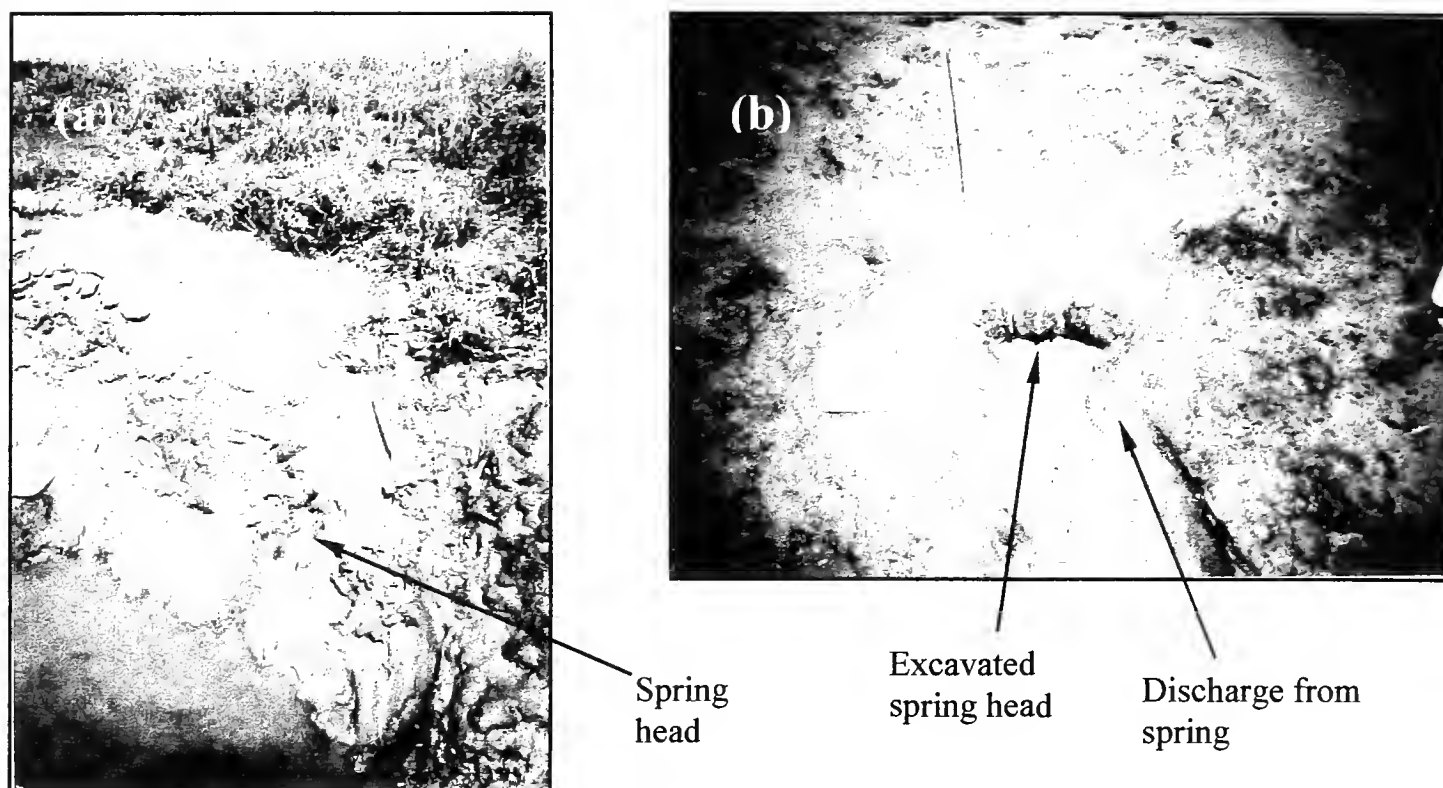 (a)
(b)
Spring
head
Excavated
spring head
Discharge from
spring